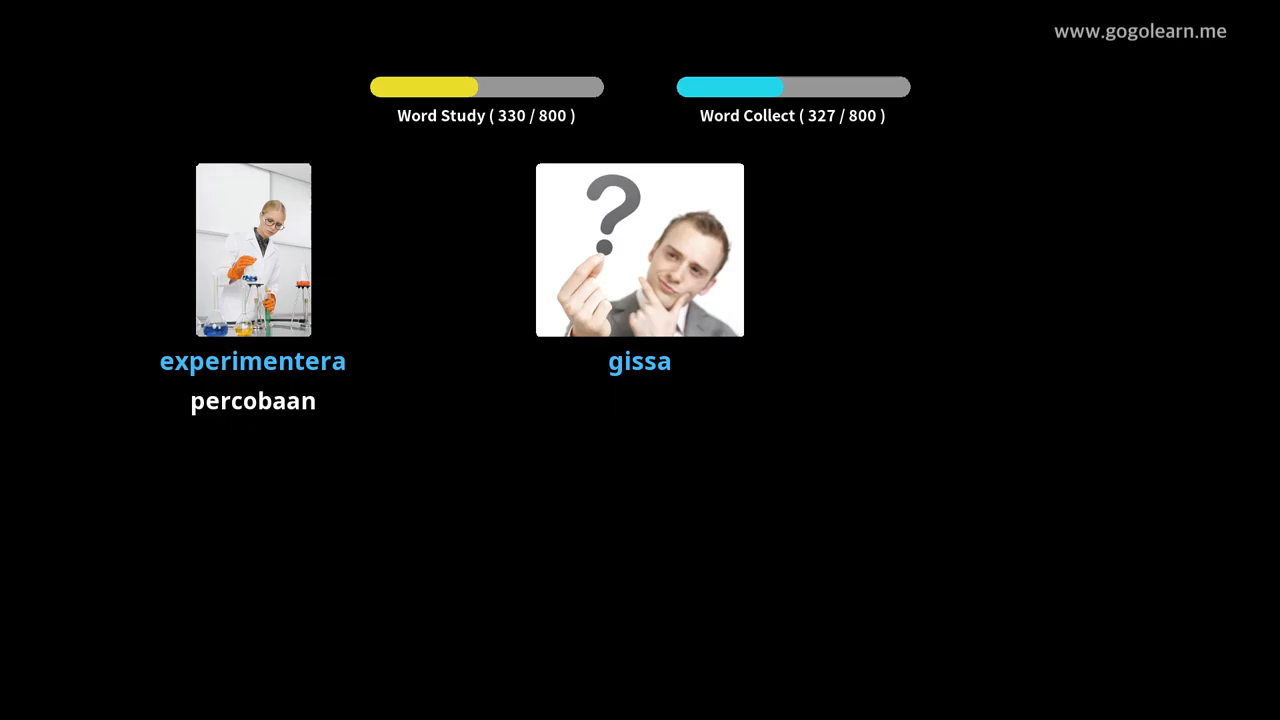 www.gogolearn.me
Word Study ( 330 / 800 )
Word Collect ( 327 / 800 )
experimentera
percobaan
gissa